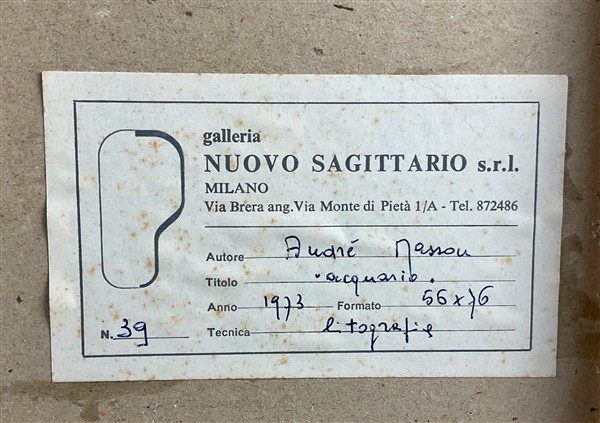 galleria
NUOVO SAGITTARIO s.r.l.
MILANO
Via Brera ang.Via Monte di Pietà 1/A - Tel. 872486
Autore André Masson
Titolo "acquario".
Anno 1973 Formato 56x76
N. 39 Tecnica litografia